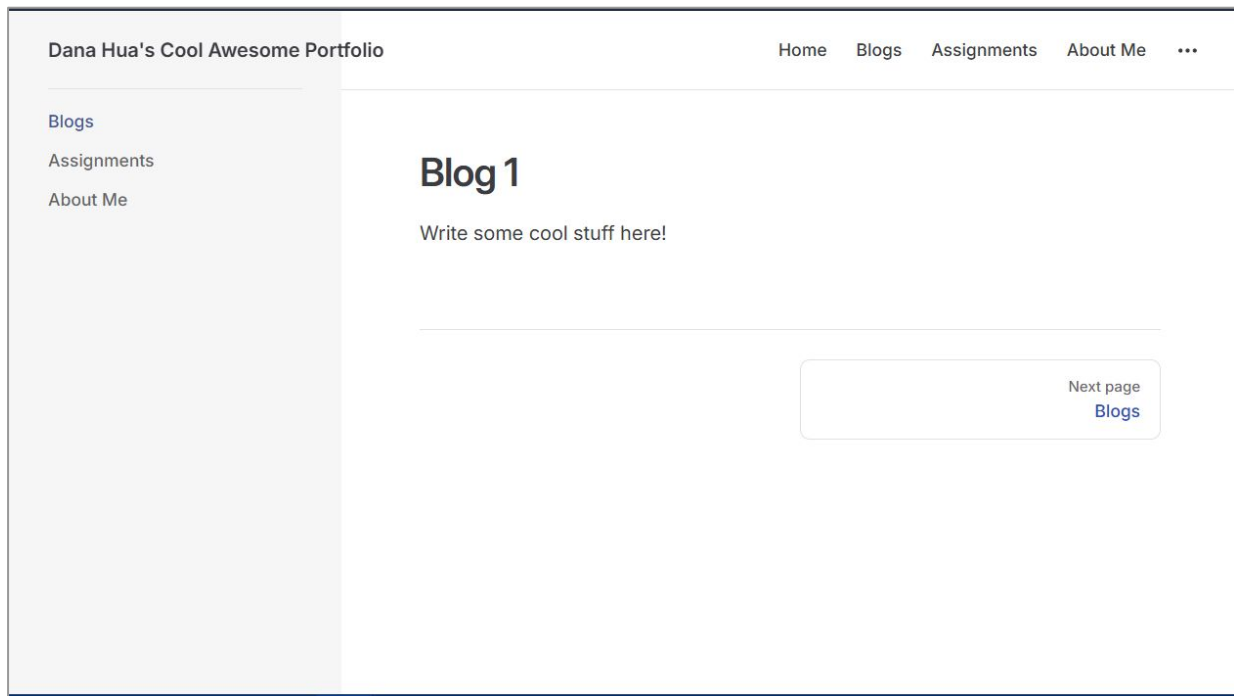 Dana Hua's Cool Awesome Portfolio
Home Blogs Assignments About Me •••
Blogs
Assignments
About Me
Blog 1
Write some cool stuff here!
Next page
Blogs